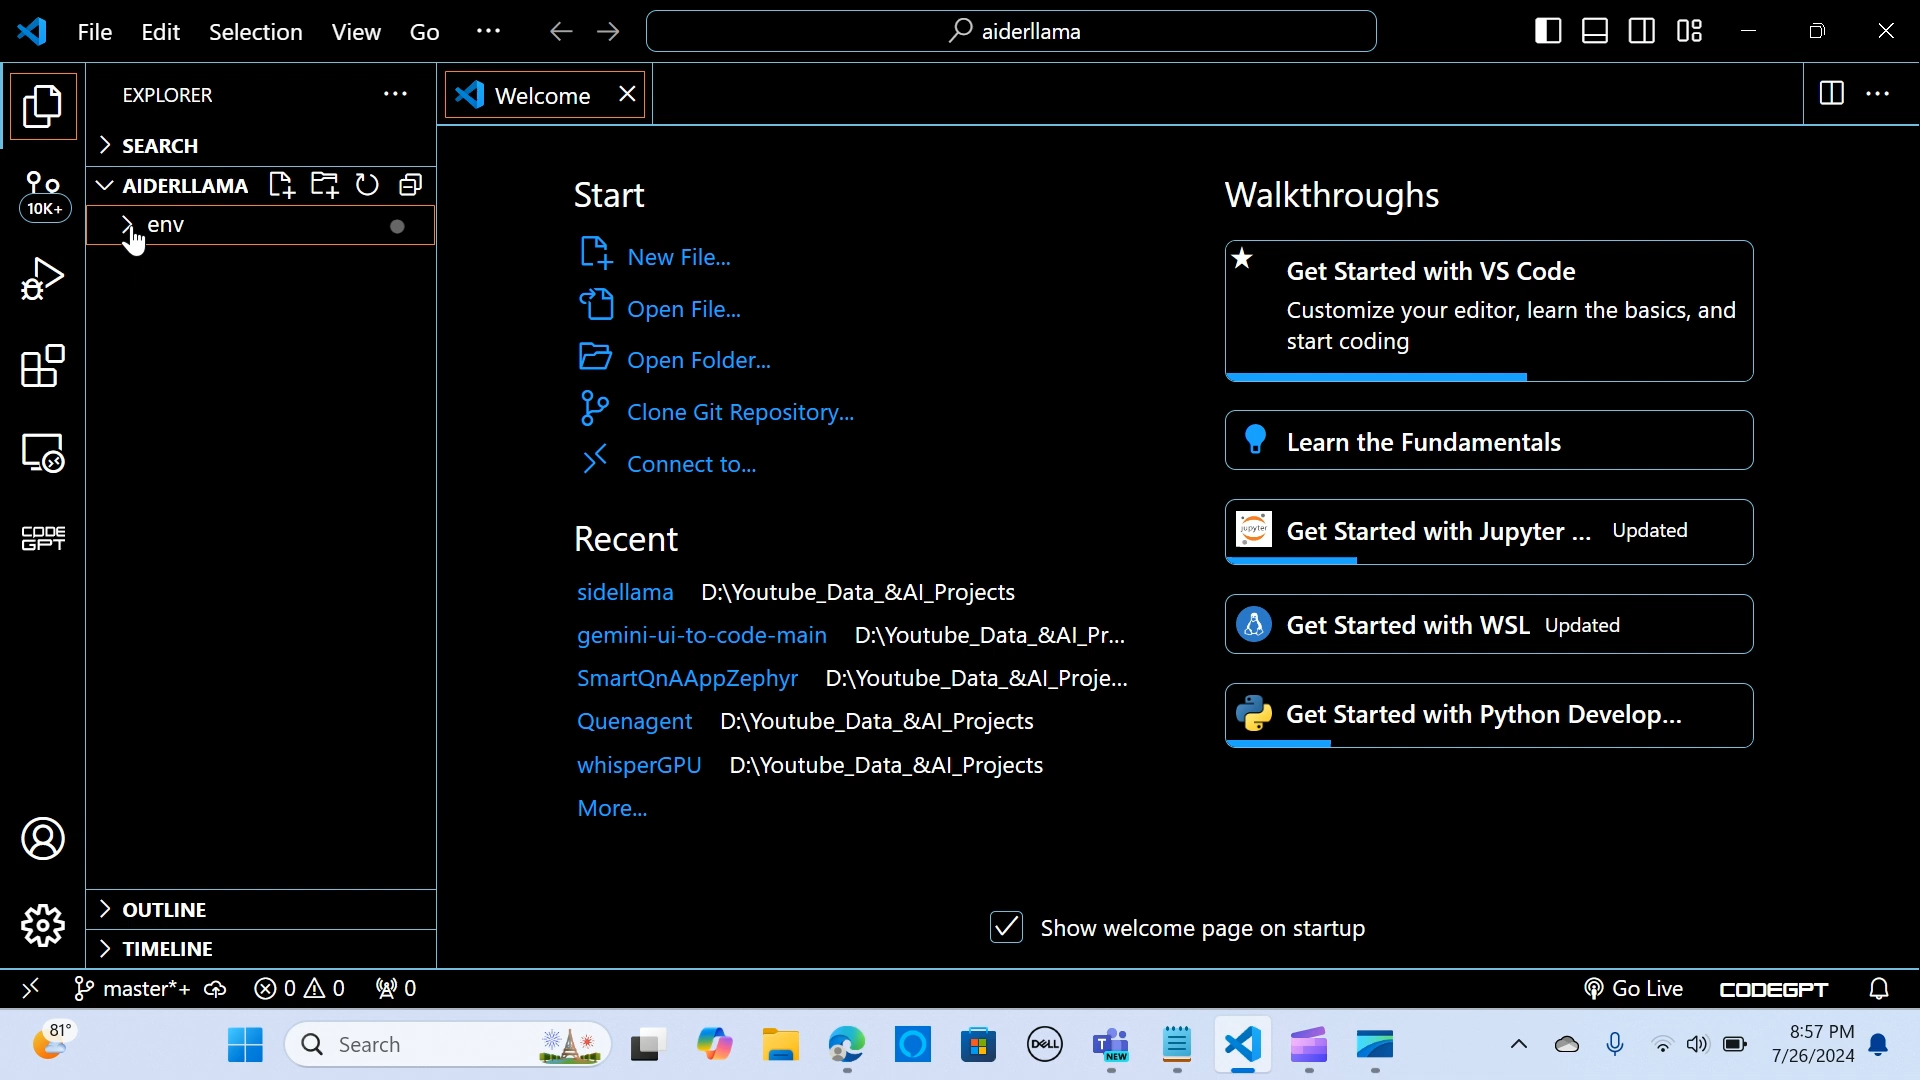 File Edit Selection View Go ··· aiderllama
EXPLORER
Welcome
SEARCH
AIDERLLAMA
env
10K+
CODE
GPT
OUTLINE
TIMELINE
Start
New File...
Open File...
Open Folder...
Clone Git Repository...
Connect to...
Recent
sidellama D:\Youtube_Data_&AI_Projects
gemini-ui-to-code-main D:\Youtube_Data_&AI_Pr...
SmartQnAAppZephyr D:\Youtube_Data_&AI_Proje...
Quenagent D:\Youtube_Data_&AI_Projects
whisperGPU D:\Youtube_Data_&AI_Projects
More...
Walkthroughs
Get Started with VS Code
Customize your editor, learn the basics, and
start coding
Learn the Fundamentals
jupyter
Get Started with Jupyter ... Updated
Get Started with WSL Updated
Get Started with Python Develop...
Show welcome page on startup
master*+ 0 0 0 Go Live CODEGPT
81° Search DELL T NEW 8:57 PM
7/26/2024